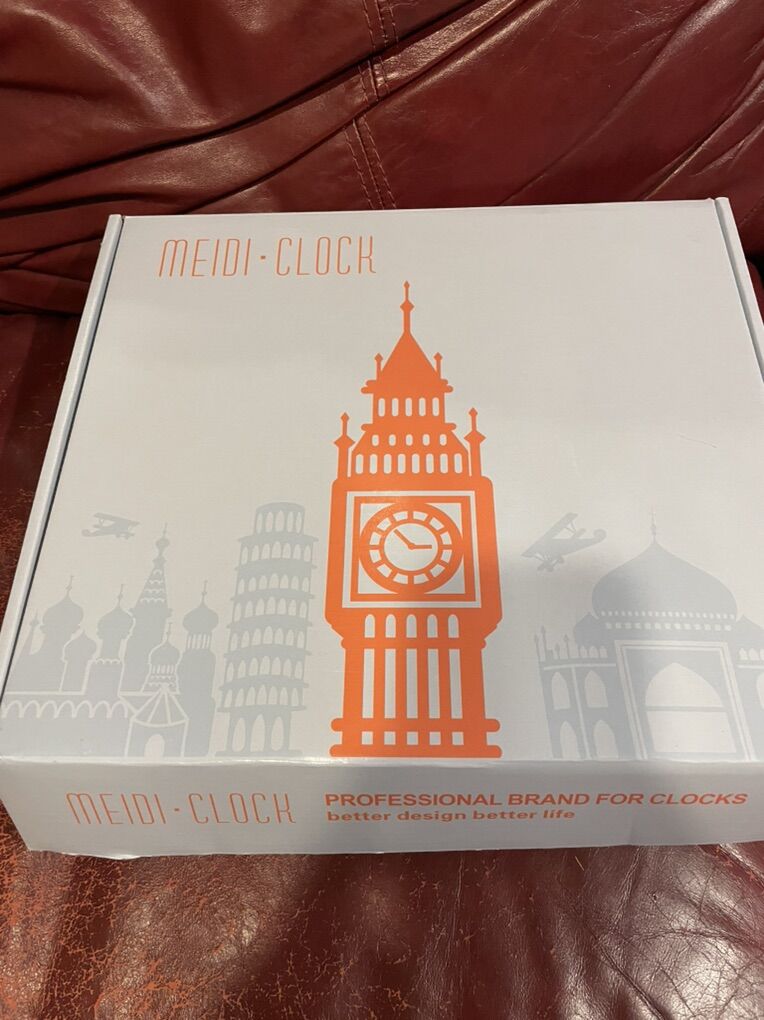 MEIDI·CLOCK
MEIDI·CLOCK PROFESSIONAL BRAND FOR CLOCKS
better design better life